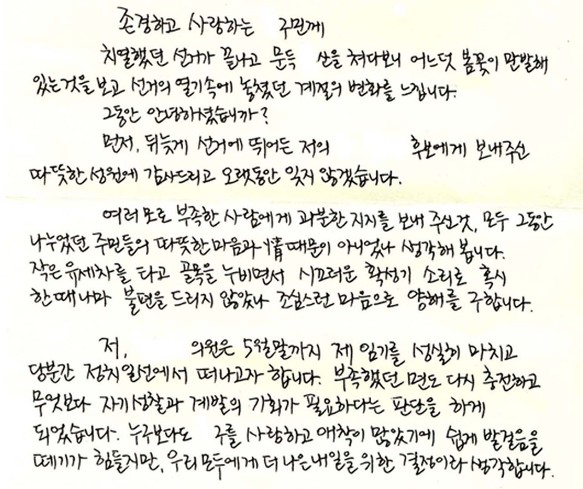 존경하고 사랑하는 주민께
치열했던 선거가 끝나고 문득 산을 쳐다보니 어느덧 봄꽃이 만발해
있는것을 보고 선거의 열기속에 놓쳤던 계절의 변화를 느낍니다.
그동안 안녕하셨습니까?
먼저, 뒤늦게 선거에 뛰어든 저의 후보에게 보내주신
따뜻한 성원에 감사드리고 오랫동안 잊지 않겠습니다.
여러모로 부족한 사람에게 과분한 지지를 보내 주신것, 모두 그동안
나누었던 주민들의 따뜻한 마음과 情 때문이 아니었나 생각해 봅니다.
작은 유세차를 타고 골목을 누비면서 시끄러운 확성기 소리로 혹시
한때나마 불편을 드리지 않았나 조심스런 마음으로 양해를 구합니다.
저, 의원은 5월말까지 제 임기를 성실히 마치고
당분간 정치일선에서 떠나고자 합니다. 부족했던 면도 다시 충전하고
무엇보다 자기성찰과 계발의 기회가 필요하다는 판단을 하게
되었습니다. 누구보다도 구를 사랑하고 애착이 많았기에 쉽게 발걸음을
떼기가 힘들지만, 우리 모두에게 더 나은 내일을 위한 결정이라 생각합니다.